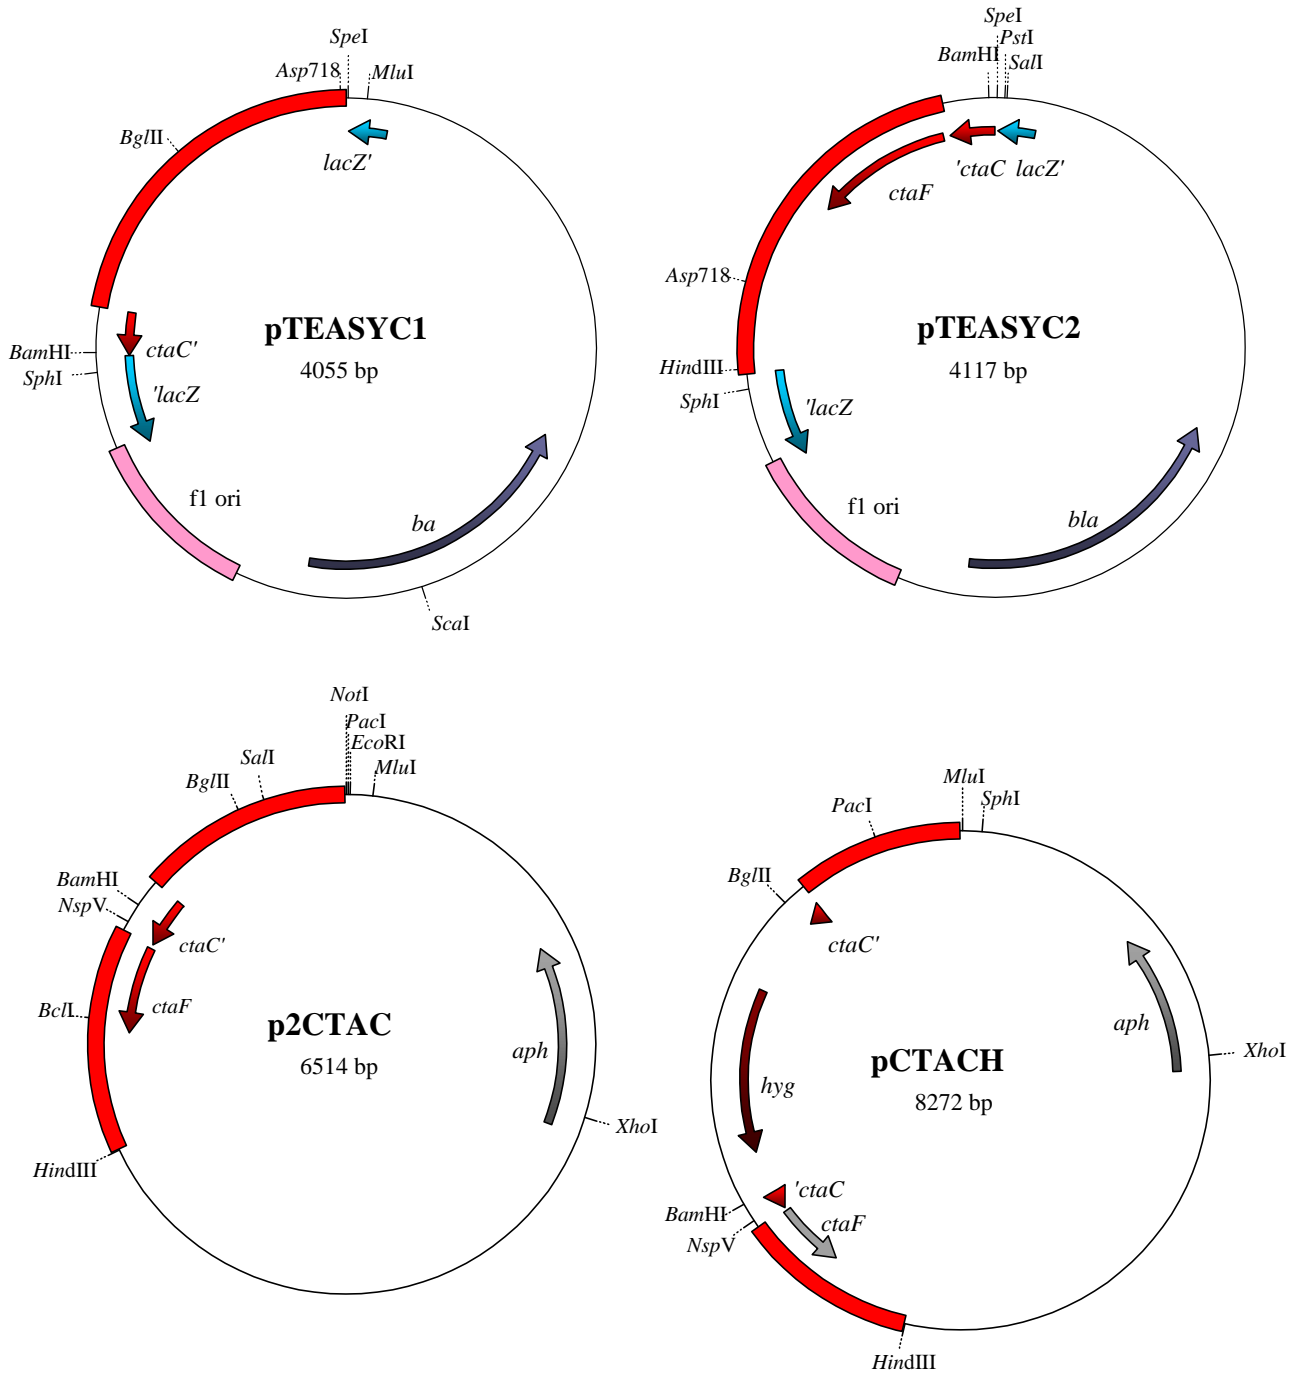 SpeI
Asp718
MluI
BglII
lacZ'
pTEASYC1
4055 bp
BamHI
SphI
ctaC'
'lacZ
f1 ori
ba
ScaI
SpeI
PstI
BamHI
SalI
'ctaC lacZ'
ctaF
Asp718
pTEASYC2
4117 bp
HindIII
SphI
'lacZ
f1 ori
bla
NotI
PacI
EcoRI
SalI
MluI
BglII
BamHI
NspV
ctaC'
BclI
ctaF
p2CTAC
6514 bp
aph
XhoI
HindIII
MluI
SphI
PacI
BglII
ctaC'
aph
XhoI
pCTACH
8272 bp
hyg
'ctaC
BamHI
ctaF
NspV
HindIII